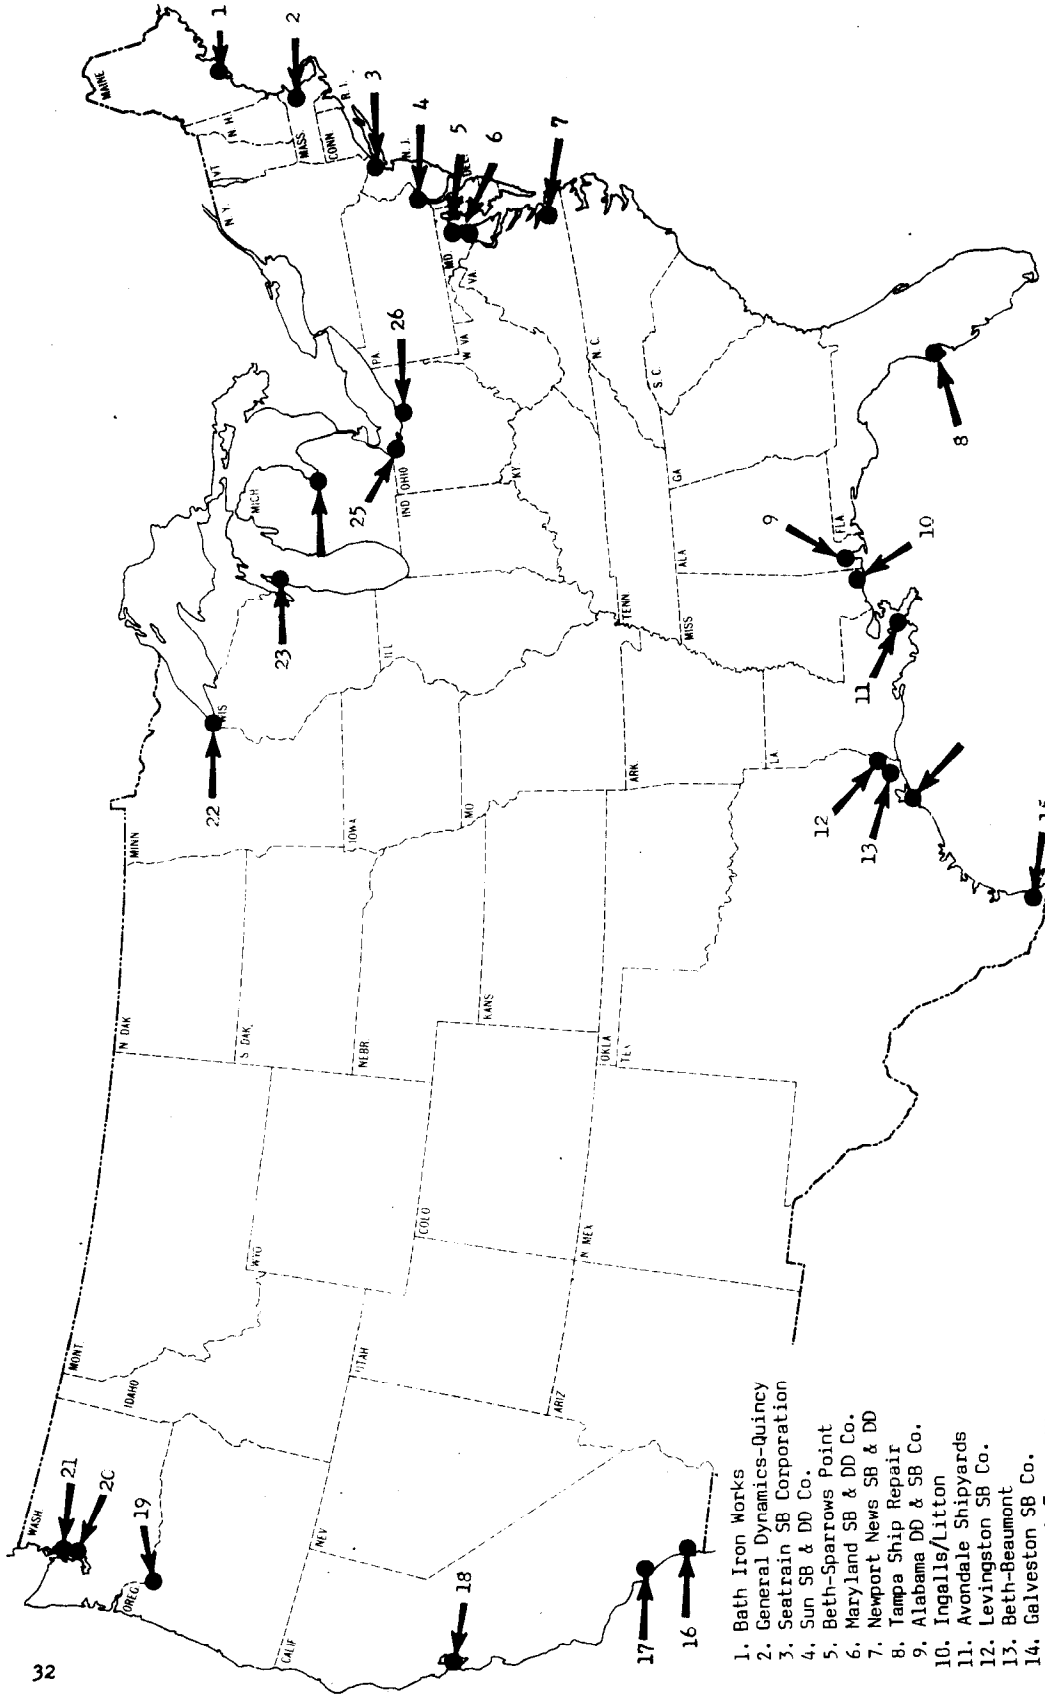 32
MAINE
1
2
3
4
5
6
7
N.H.
VT
MASS.
CONN
R.I.
N.Y.
N.J.
PA
MD.
VA.
W VA
N.C.
S.C.
GA
FLA
8
9
10
11
12
13
15
ALA
MISS
TENN.
KY
OHIO
IND
MICH
ILL
WIS
26
25
23
22
MINN
IOWA
MO
ARK
LA.
N DAK
S DAK
NEBR.
KANS
OKLA
COLO
N MEX
WYO
MONT.
IDAHO
UTAH
ARIZ
NEV
CALIF
OREG
WASH
21
20
19
18
17
16
1. Bath Iron Works
2. General Dynamics-Quincy
3. Seatrain SB Corporation
4. Sun SB & DD Co.
5. Beth-Sparrows Point
6. Maryland SB & DD Co.
7. Newport News SB & DD
8. Tampa Ship Repair
9. Alabama DD & SB Co.
10. Ingalls/Litton
11. Avondale Shipyards
12. Levingston SB Co.
13. Beth-Beaumont
14. Galveston SB Co.